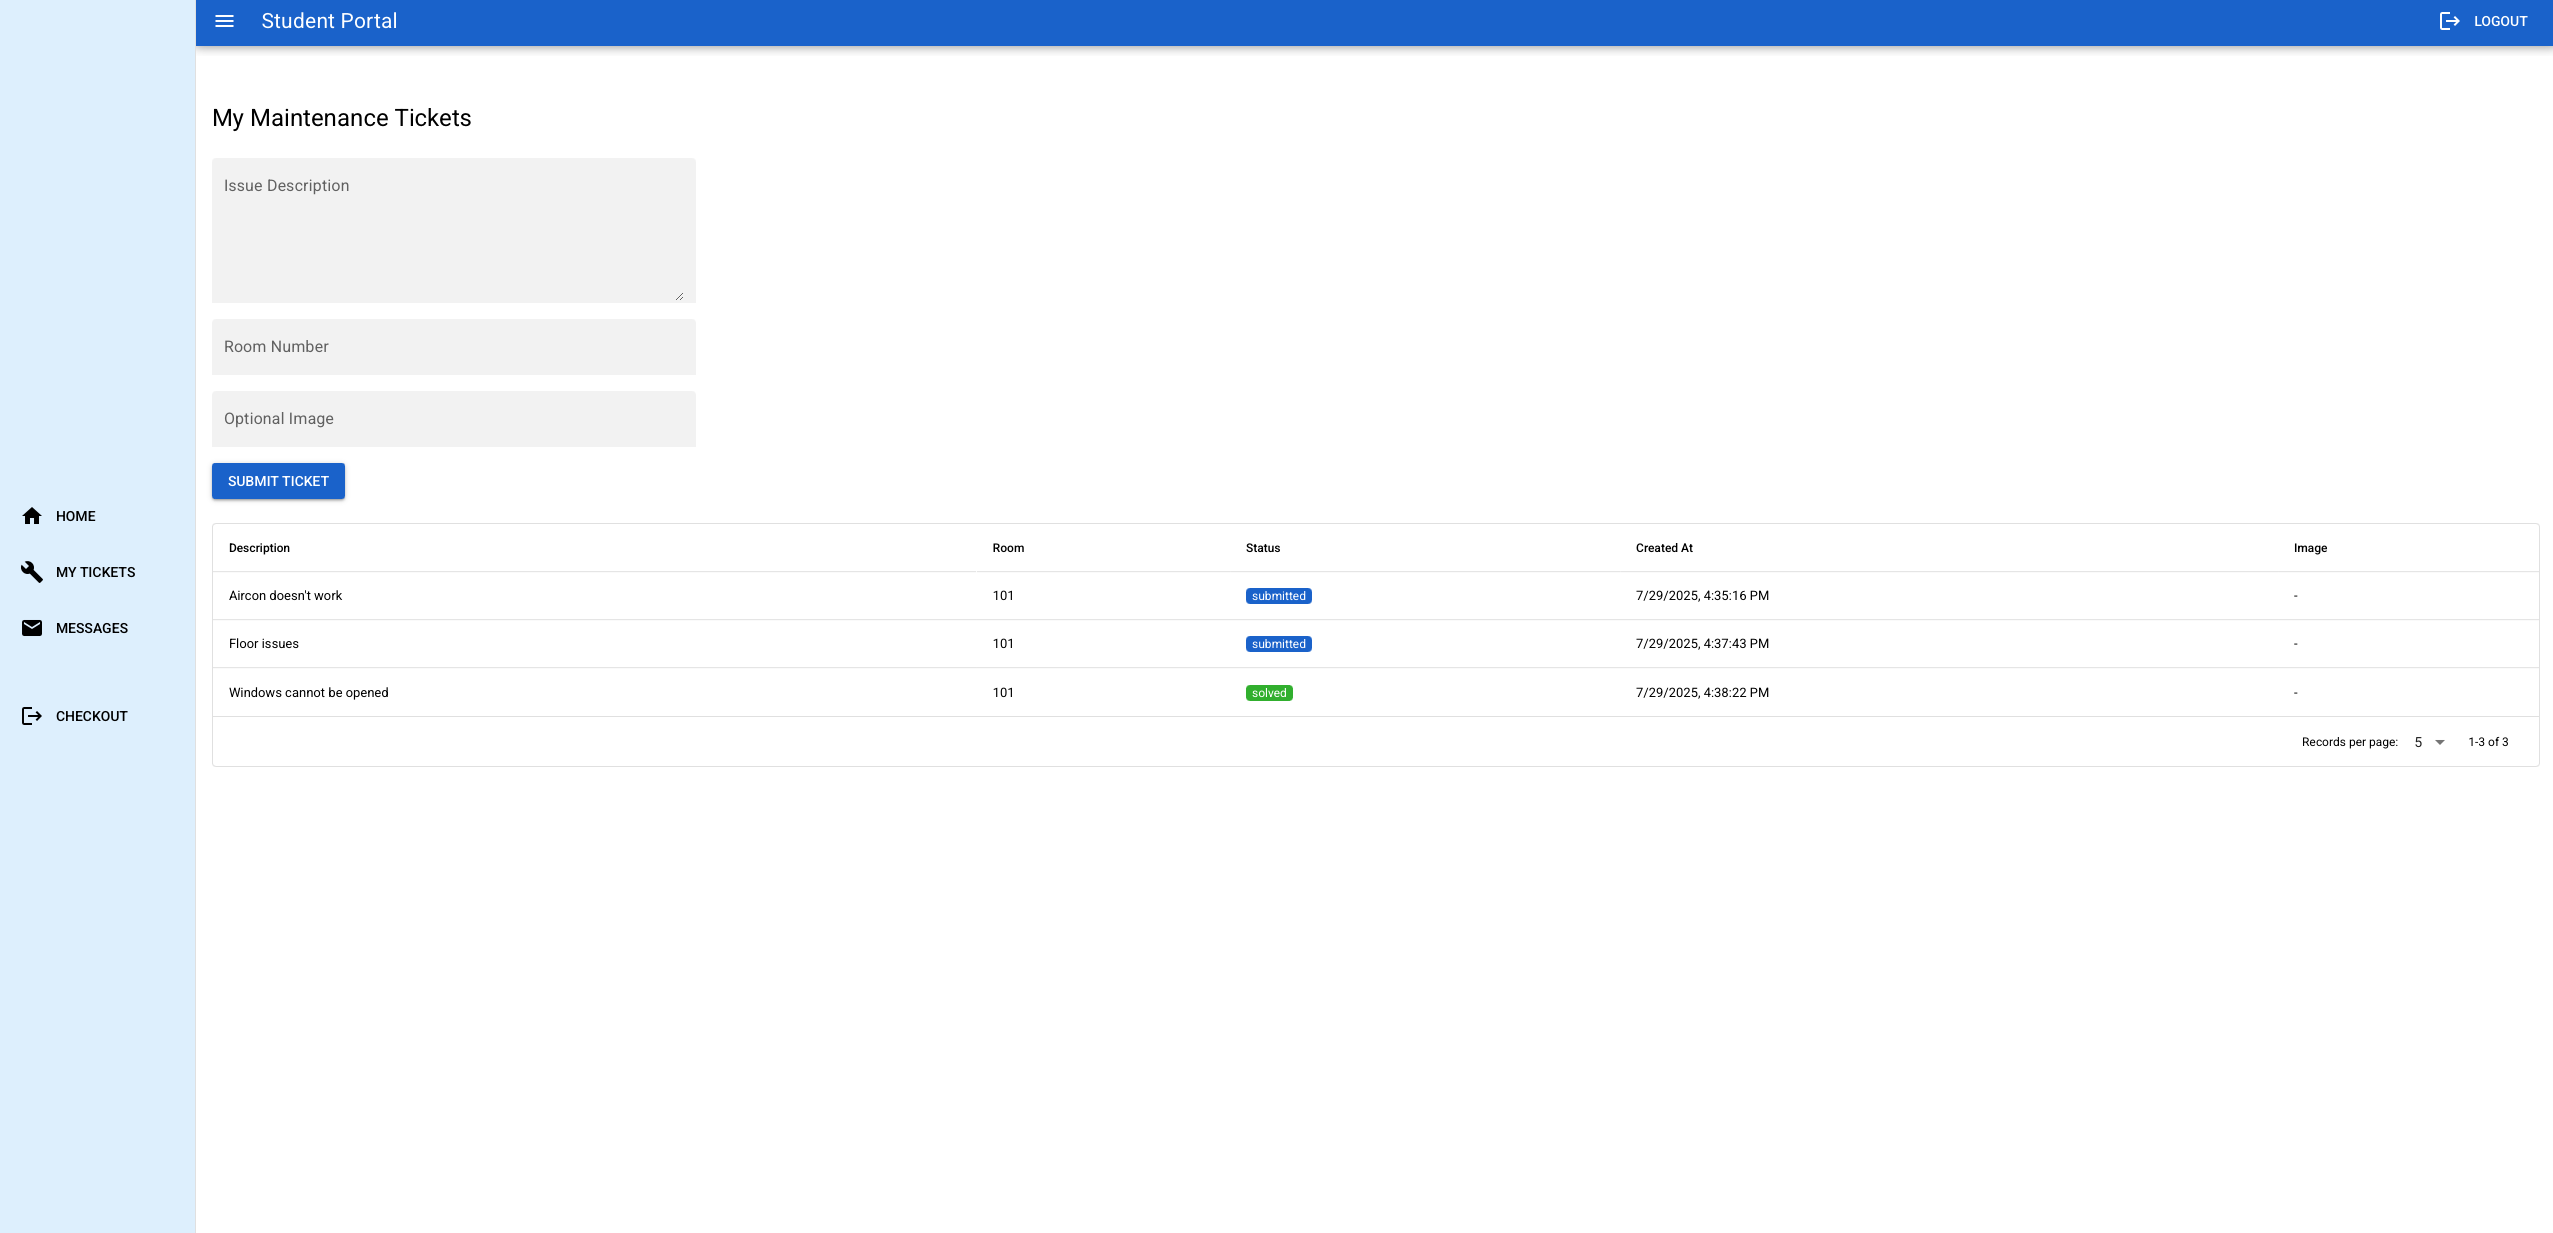 Student Portal
LOGOUT
HOME
MY TICKETS
MESSAGES
CHECKOUT
My Maintenance Tickets
Issue Description
Room Number
Optional Image
SUBMIT TICKET
Description Room Status Created At Image
Aircon doesn't work 101 submitted 7/29/2025, 4:35:16 PM -
Floor issues 101 submitted 7/29/2025, 4:37:43 PM -
Windows cannot be opened 101 solved 7/29/2025, 4:38:22 PM -
Records per page: 5 1-3 of 3